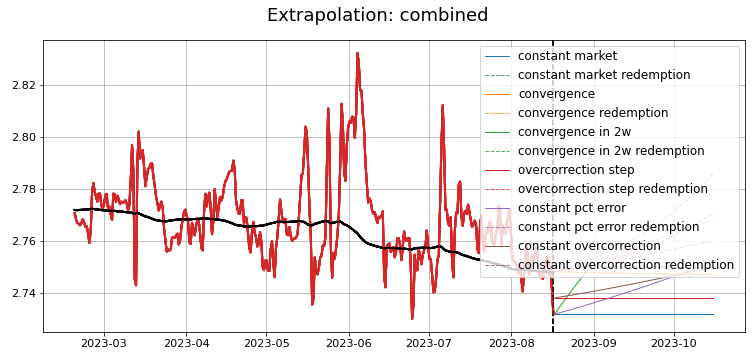 Extrapolation: combined
2.82
2.80
2.78
2.76
2.74
constant market
constant market redemption
convergence
convergence redemption
convergence in 2w
convergence in 2w redemption
overcorrection step
overcorrection step redemption
constant pct error
constant pct error redemption
constant overcorrection
constant overcorrection redemption
2023-03 2023-04 2023-05 2023-06 2023-07 2023-08 2023-09 2023-10